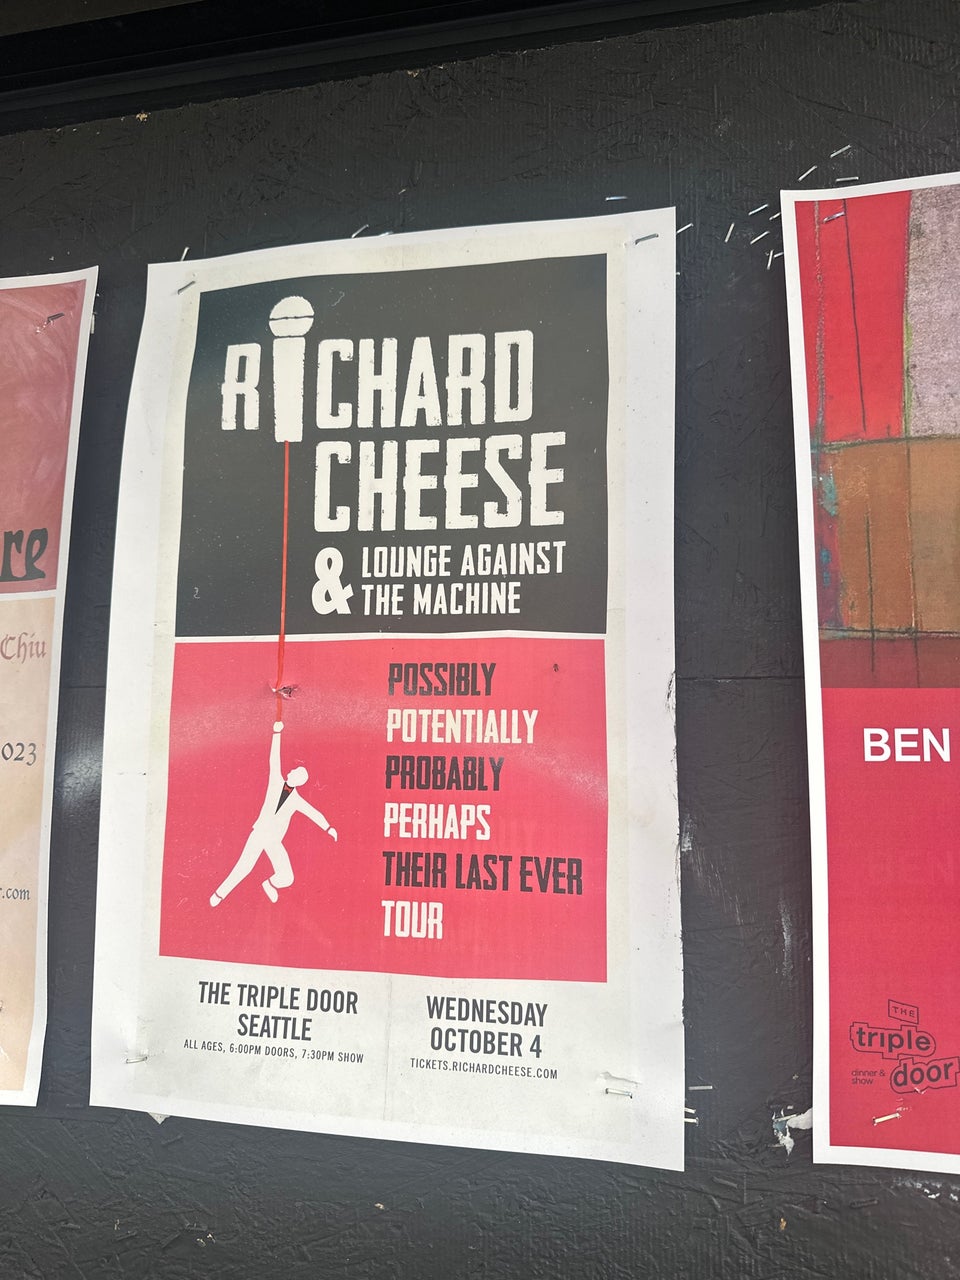 re
Chiu
023
.com
RiCHARD
CHEESE
& LOUNGE AGAINST
THE MACHINE
POSSIBLY
POTENTIALLY
PROBABLY
PERHAPS
THEIR LAST EVER
TOUR
THE TRIPLE DOOR
SEATTLE
ALL AGES, 6:00PM DOORS, 7:30PM SHOW
WEDNESDAY
OCTOBER 4
TICKETS.RICHARDCHEESE.COM
BEN
THE
triple
door
dinner &
show